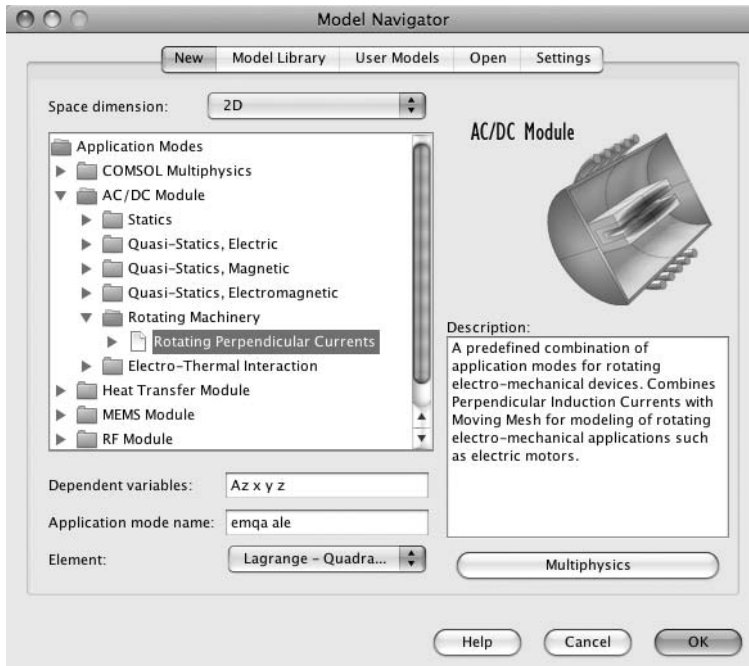 Model Navigator
New Model Library User Models Open Settings
Space dimension: 2D
Application Modes
COMSOL Multiphysics
AC/DC Module
Statics
Quasi-Statics, Electric
Quasi-Statics, Magnetic
Quasi-Statics, Electromagnetic
Rotating Machinery
Rotating Perpendicular Currents
Electro-Thermal Interaction
Heat Transfer Module
MEMS Module
RF Module
Dependent variables: Az x y z
Application mode name: emqa ale
Element: Lagrange - Quadra...
AC/DC Module
Description:
A predefined combination of
application modes for rotating
electro-mechanical devices. Combines
Perpendicular Induction Currents with
Moving Mesh for modeling of rotating
electro-mechanical applications such
as electric motors.
Multiphysics
Help Cancel OK